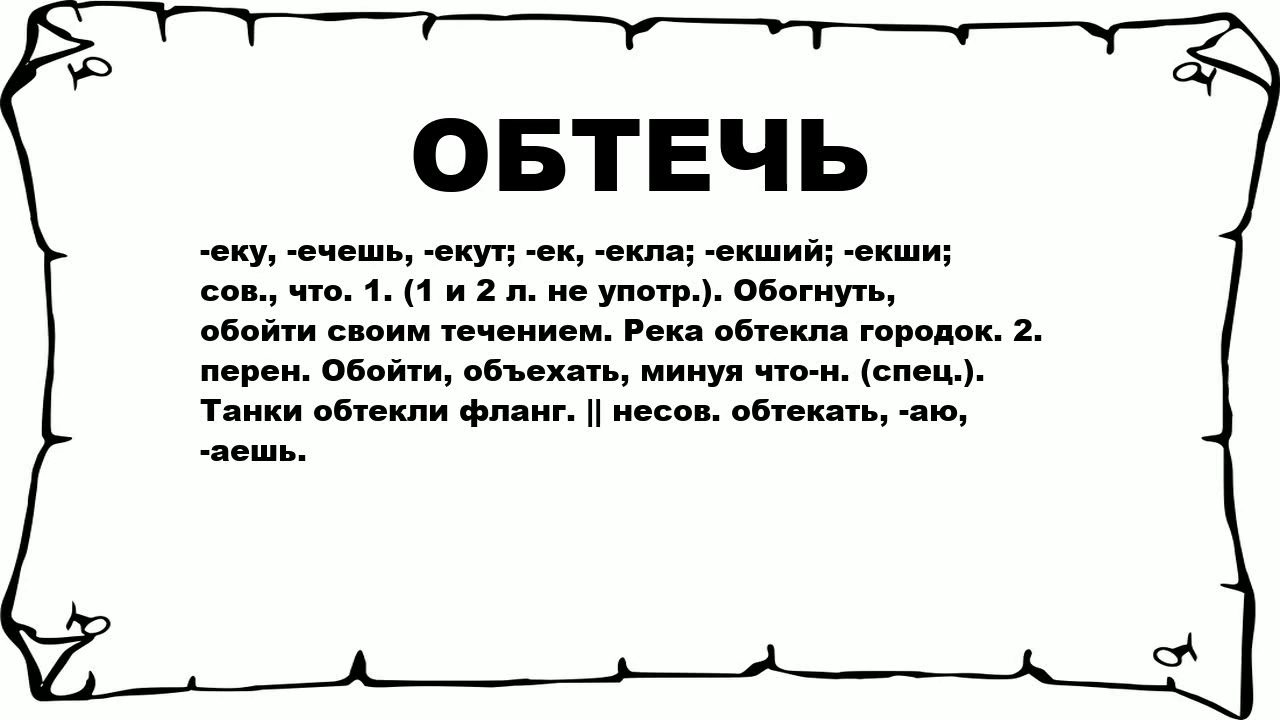 ОБТЕЧЬ
-еку, -ечешь, -екут; -ек, -екла; -екший; -екши;
сов., что. 1. (1 и 2 л. не употр.). Обогнуть,
обойти своим течением. Река обтекла городок. 2.
перен. Обойти, объехать, минуя что-н. (спец.).
Танки обтекли фланг. || несов. обтекать, -аю,
-аешь.